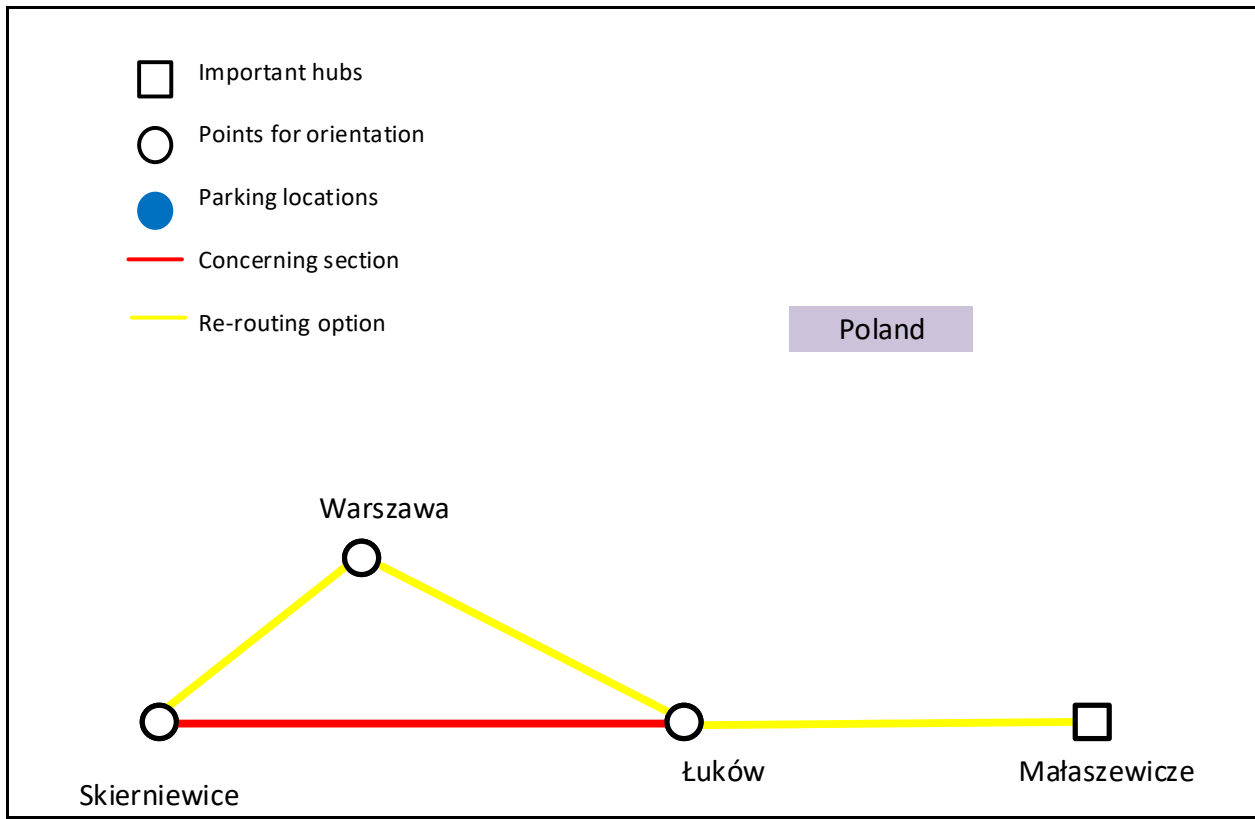 Important hubs
Points for orientation
Parking locations
Concerning section
Re-routing option
Poland
Warszawa
Łuków
Małaszewicze
Skierniewice